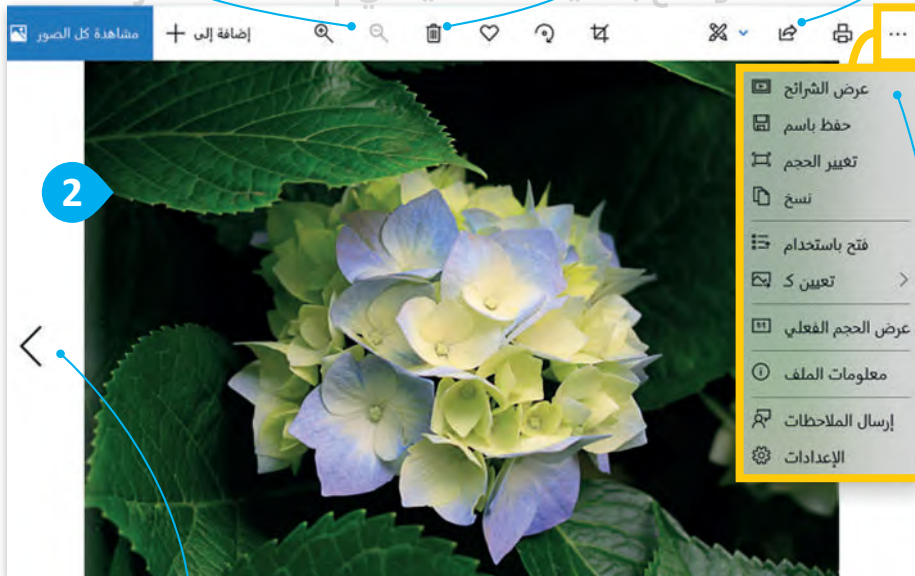 مشاهدة كل الصور
إضافة إلى
عرض الشرائح
حفظ باسم
تغيير الحجم
نسخ
فتح باستخدام
تعيين كـ
عرض الحجم الفعلي
معلومات الملف
إرسال الملاحظات
الإعدادات
2